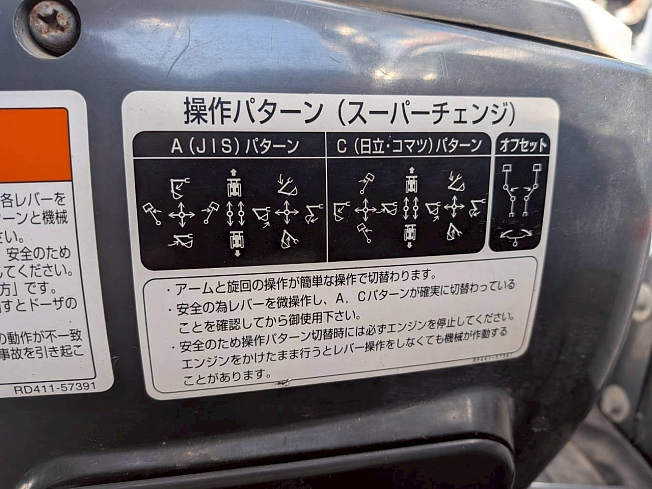 操作パターン（スーパーチェンジ）
A（JIS）パターン
C（日立・コマツ）パターン
オフセット
・アームと旋回の操作が簡単な操作で切替わります。
・安全の為レバーを微操作し、A，Cパターンが確実に切替わっている
ことを確認してから御使用下さい。
・安全のため操作パターン切替時には必ずエンジンを停止してください。
エンジンをかけたまま行うとレバー操作をしなくても機械が作動する
ことがあります。
各レバーを
ターンと機械
さい。
安全のため
してください。
方」です。
すとドーザの
の動作が不一致
事故を引き起こ
RD411-57391